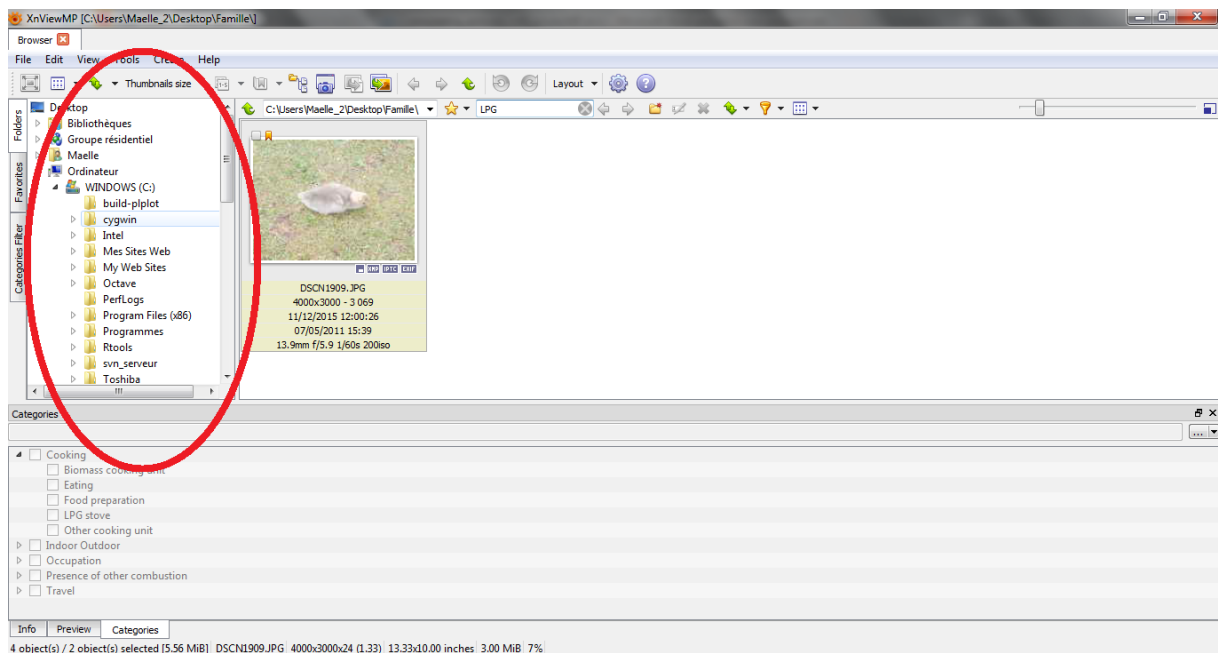 XnViewMP [C:\Users\Maelle_2\Desktop\Famille\]
Browser
File Edit View Tools Create Help
Thumbnails size Layout
Folders
Favorites
Categories Filter
Desktop
Bibliothèques
Groupe résidentiel
Maelle
Ordinateur
WINDOWS (C:)
build-plplot
cygwin
Intel
Mes Sites Web
My Web Sites
Octave
PerfLogs
Program Files (x86)
Programmes
Rtools
svn_serveur
Toshiba
C:\Users\Maelle_2\Desktop\Famille\ LPG
IPTC EXIF
DSCN1909.JPG
4000x3000 - 3 069
11/12/2015 12:00:26
07/05/2011 15:39
13.9mm f/5.9 1/60s 200iso
Categories
...
Cooking
Biomass cooking unit
Eating
Food preparation
LPG stove
Other cooking unit
Indoor Outdoor
Occupation
Presence of other combustion
Travel
Info Preview Categories
4 object(s) / 2 object(s) selected [5.56 MiB] DSCN1909.JPG 4000x3000x24 (1.33) 13.33x10.00 inches 3.00 MiB 7%